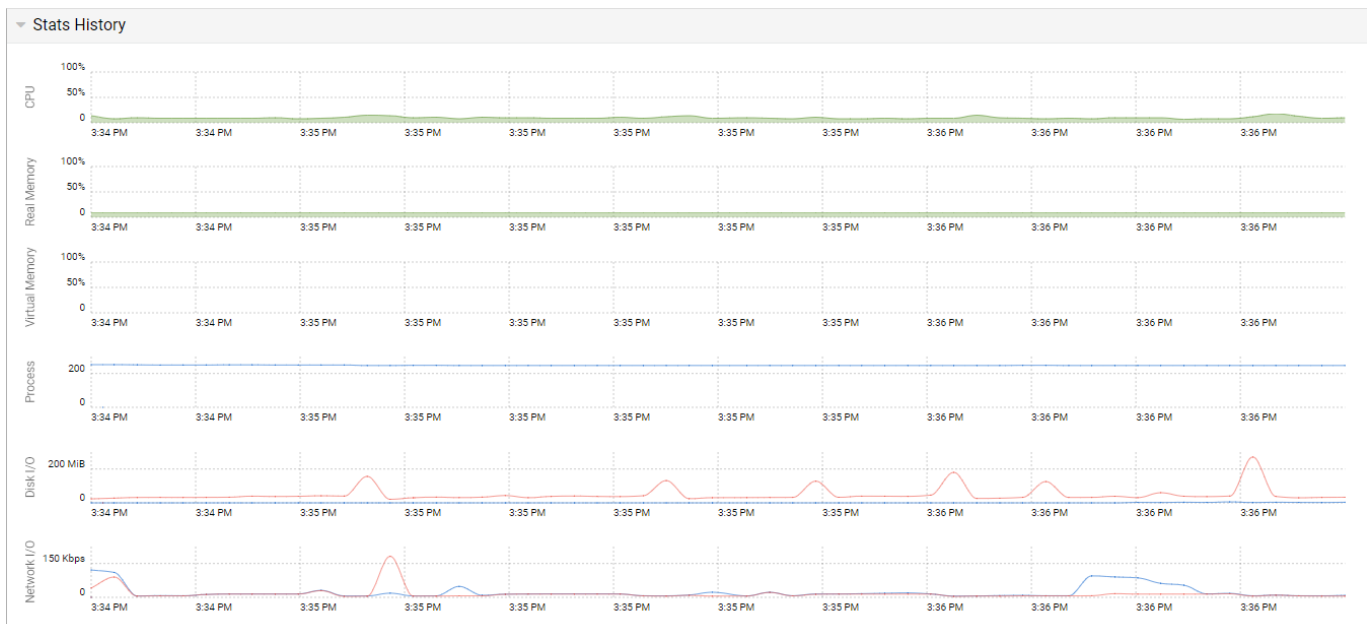 Stats History
CPU
100%
50%
0
3:34 PM 3:34 PM 3:35 PM 3:35 PM 3:35 PM 3:35 PM 3:35 PM 3:35 PM 3:36 PM 3:36 PM 3:36 PM 3:36 PM
Real Memory
100%
50%
0
3:34 PM 3:34 PM 3:35 PM 3:35 PM 3:35 PM 3:35 PM 3:35 PM 3:35 PM 3:36 PM 3:36 PM 3:36 PM 3:36 PM
Virtual Memory
100%
50%
0
3:34 PM 3:34 PM 3:35 PM 3:35 PM 3:35 PM 3:35 PM 3:35 PM 3:35 PM 3:36 PM 3:36 PM 3:36 PM 3:36 PM
Process
200
0
3:34 PM 3:34 PM 3:35 PM 3:35 PM 3:35 PM 3:35 PM 3:35 PM 3:35 PM 3:36 PM 3:36 PM 3:36 PM 3:36 PM
Disk I/O
200 MiB
0
3:34 PM 3:34 PM 3:35 PM 3:35 PM 3:35 PM 3:35 PM 3:35 PM 3:35 PM 3:36 PM 3:36 PM 3:36 PM 3:36 PM
Network I/O
150 Kbps
0
3:34 PM 3:34 PM 3:35 PM 3:35 PM 3:35 PM 3:35 PM 3:35 PM 3:35 PM 3:36 PM 3:36 PM 3:36 PM 3:36 PM